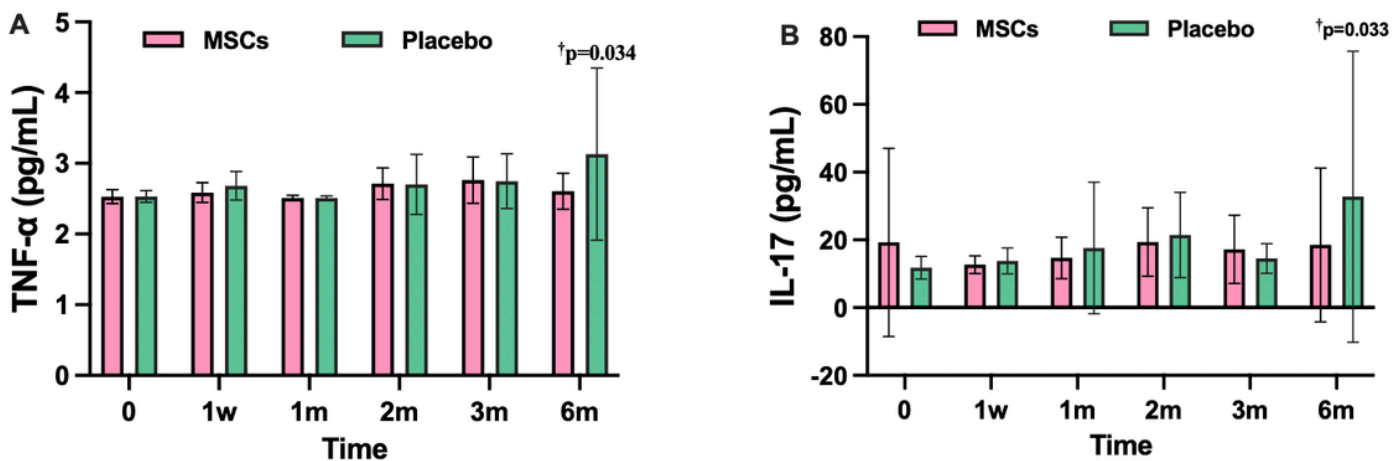 A
MSCs
Placebo
†p=0.034
TNF-α (pg/mL)
5
4
3
2
1
0
0
1w
1m
2m
3m
6m
Time
B
MSCs
Placebo
†p=0.033
IL-17 (pg/mL)
80
60
40
20
0
-20
0
1w
1m
2m
3m
6m
Time